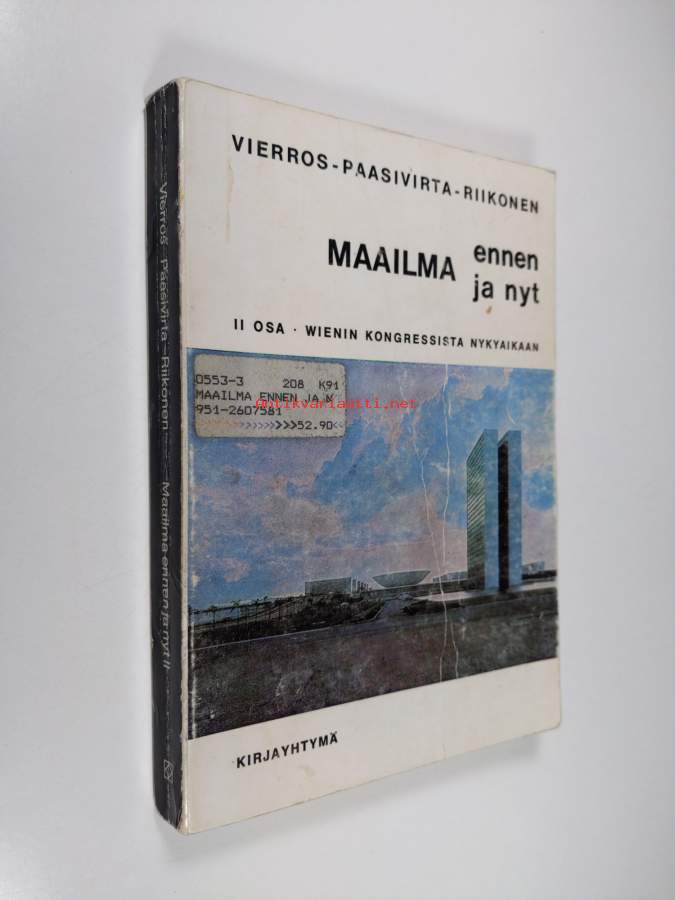 VIERROS-PAASIVIRTA-RIIKONEN
MAAILMA ennen
ja nyt
II OSA · WIENIN KONGRESSISTA NYKYAIKAAN
0553-3 208 K91
MAAILMA ENNEN JA N
951-2607581
>>>>>>>>>>>52.90<<
antikvariaatti.net
KIRJAYHTYMÄ
Vierros-Paasivirta-Riikonen Maailma ennen ja nyt II